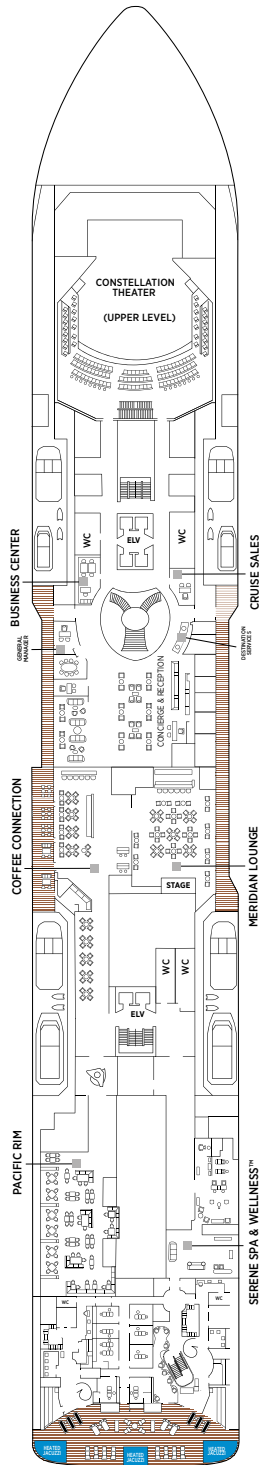 CONSTELLATION
THEATER
(UPPER LEVEL)
WC
ELV
WC
BUSINESS CENTER
CRUISE SALES
GENERAL
MANAGER
DESTINATION
SERVICES
CONCIERGE & RECEPTION
COFFEE CONNECTION
MERIDIAN LOUNGE
STAGE
WC
WC
ELV
PACIFIC RIM
SERENE SPA & WELLNESS™
WC
WC
HEATED
JACUZZI
HEATED
JACUZZI
HEATED
JACUZZI